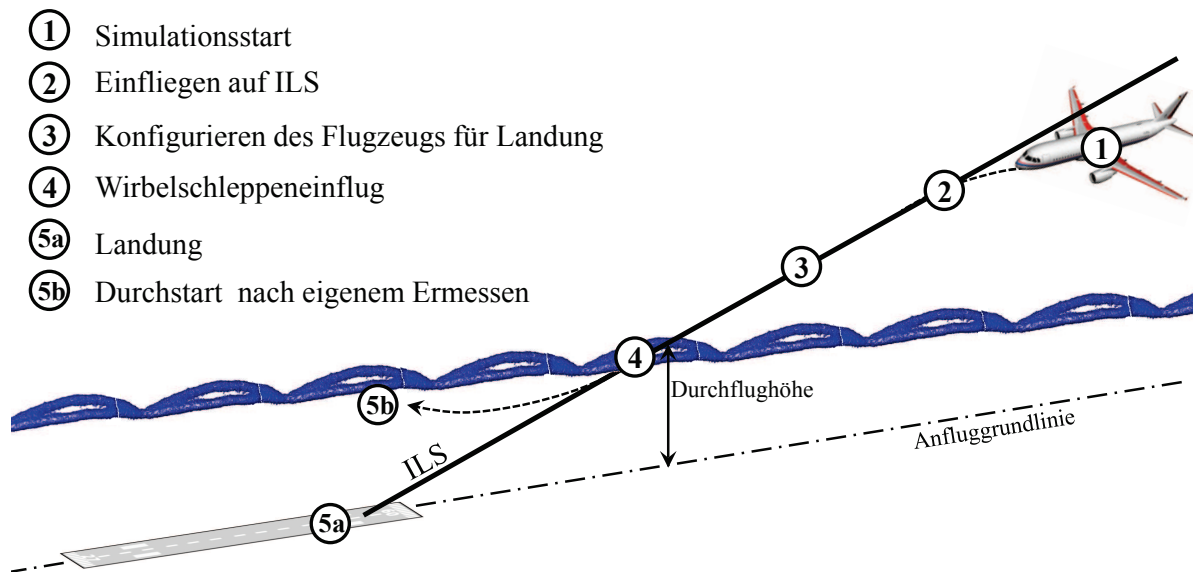 1 Simulationsstart
2 Einfliegen auf ILS
3 Konfigurieren des Flugzeugs für Landung
4 Wirbelschleppeneinflug
5a Landung
5b Durchstart nach eigenem Ermessen
1
2
3
4
Durchflughöhe
5b
Anfluggrundlinie
ILS
5a